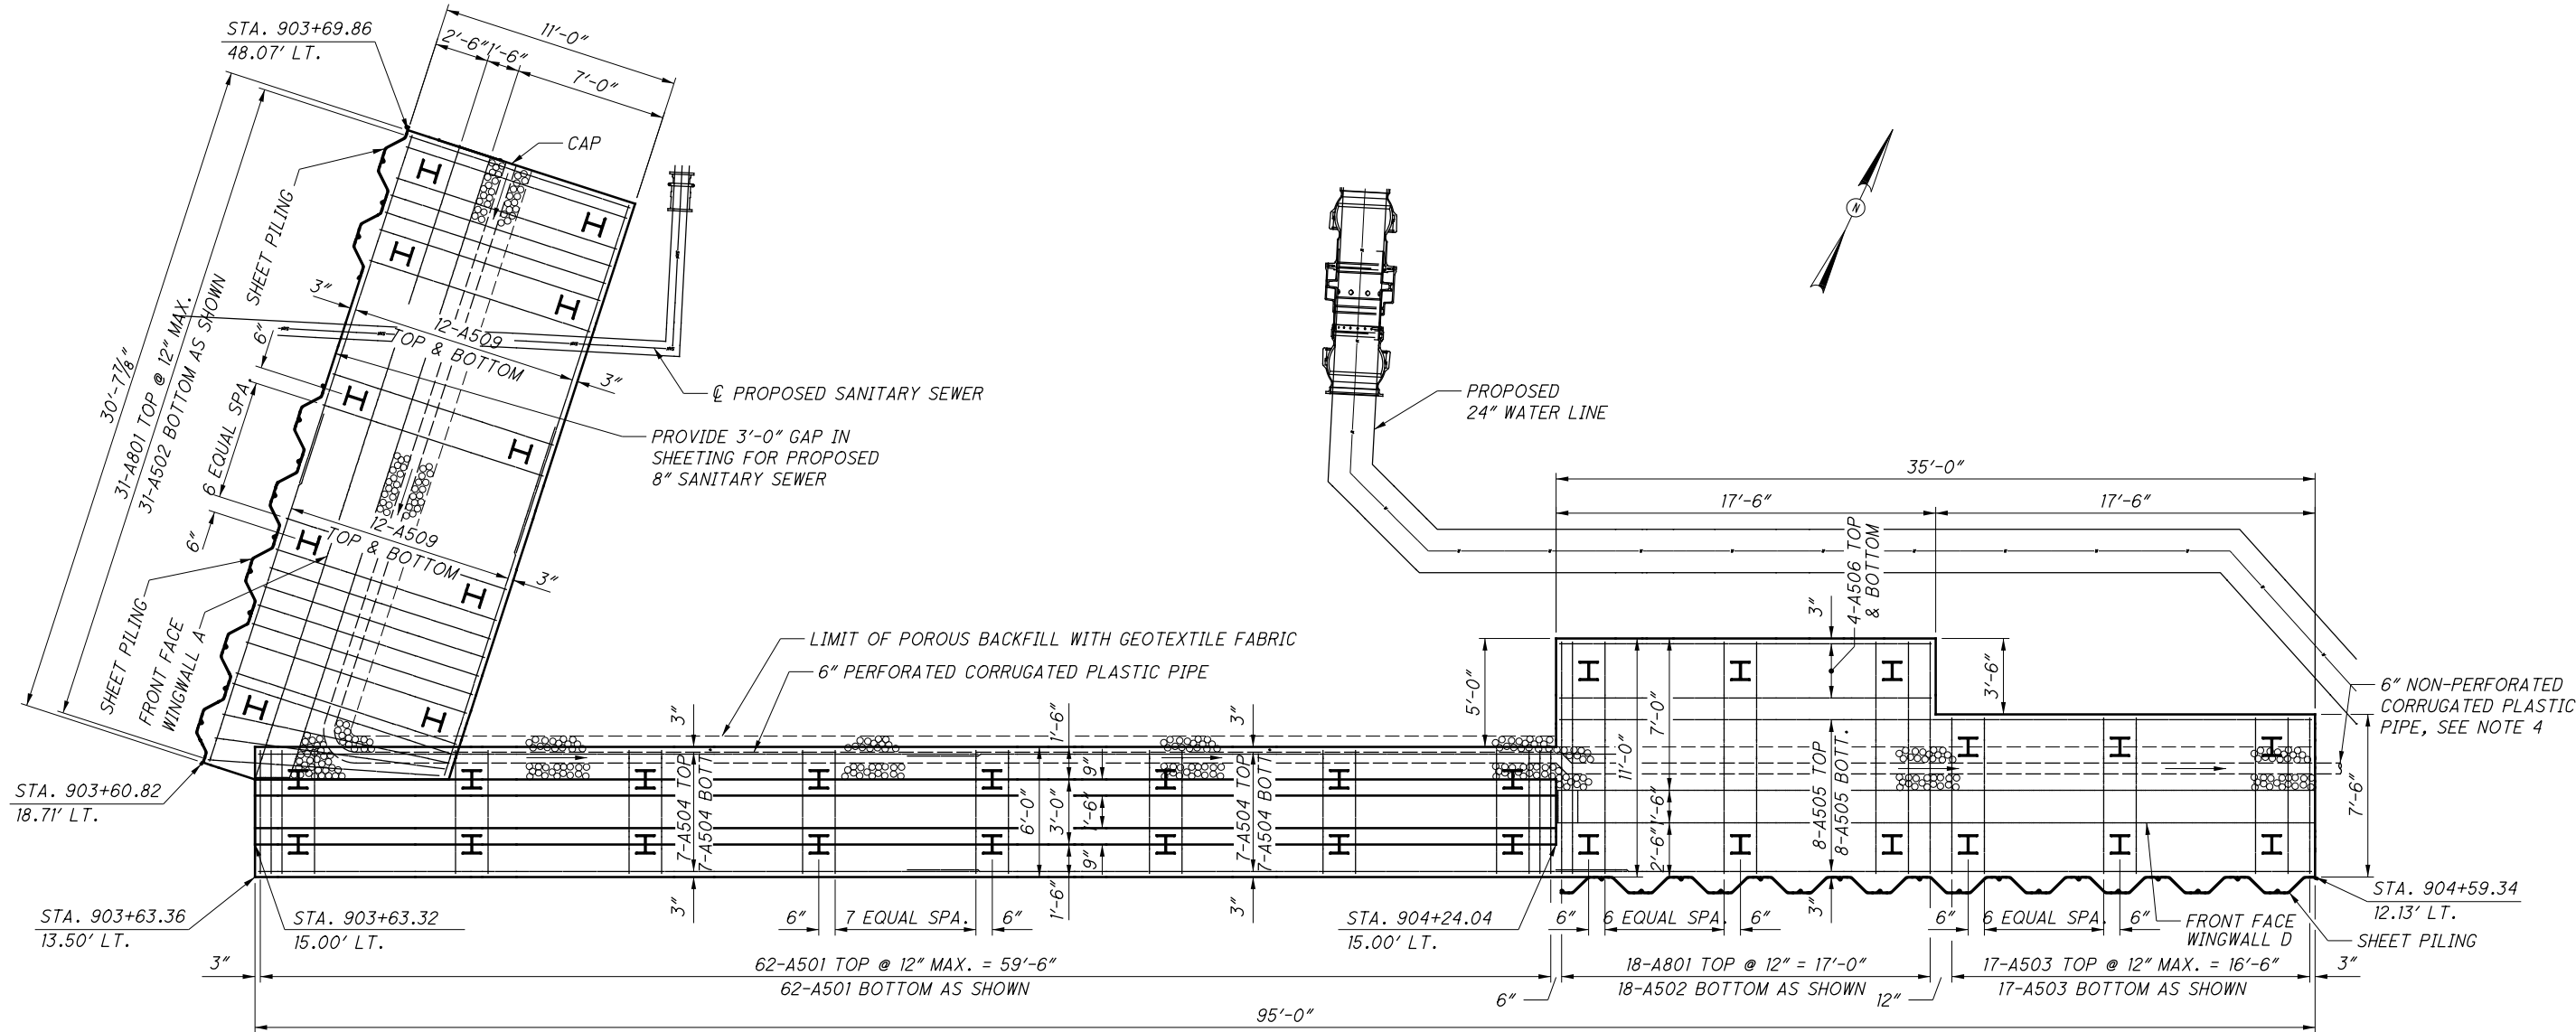 STA. 903+69.86
48.07' LT.
11'-0"
2'-6"
1'-6"
7'-0"
CAP
SHEET PILING
30'-7⅞"
31-A801 TOP @ 12" MAX.
31-A502 BOTTOM AS SHOWN
3"
12-A509
TOP & BOTTOM
3"
6"
6 EQUAL SPA.
6"
℄ PROPOSED SANITARY SEWER
PROVIDE 3'-0" GAP IN
SHEETING FOR PROPOSED
8" SANITARY SEWER
12-A509
TOP & BOTTOM
3"
SHEET PILING
FRONT FACE
WINGWALL A
N
PROPOSED
24" WATER LINE
35'-0"
17'-6"
17'-6"
4-A506 TOP
& BOTTOM
3"
LIMIT OF POROUS BACKFILL WITH GEOTEXTILE FABRIC
6" PERFORATED CORRUGATED PLASTIC PIPE
5'-0"
3'-6"
6" NON-PERFORATED
CORRUGATED PLASTIC
PIPE, SEE NOTE 4
STA. 903+60.82
18.71' LT.
3"
7-A504 TOP
7-A504 BOTT.
3"
1'-6"
9"
6'-0"
3'-0"
1'-6"
9"
1'-6"
3"
7-A504 TOP
7-A504 BOTT.
3"
11'-0"
7'-0"
1'-6"
2'-6"
8-A505 TOP
8-A505 BOTT.
3"
7'-6"
STA. 903+63.36
13.50' LT.
STA. 903+63.32
15.00' LT.
6"
7 EQUAL SPA.
6"
STA. 904+24.04
15.00' LT.
6"
6 EQUAL SPA.
6"
6"
6 EQUAL SPA.
6"
FRONT FACE
WINGWALL D
STA. 904+59.34
12.13' LT.
SHEET PILING
3"
62-A501 TOP @ 12" MAX. = 59'-6"
62-A501 BOTTOM AS SHOWN
6"
18-A801 TOP @ 12" = 17'-0"
18-A502 BOTTOM AS SHOWN
12"
17-A503 TOP @ 12" MAX. = 16'-6"
17-A503 BOTTOM AS SHOWN
3"
95'-0"